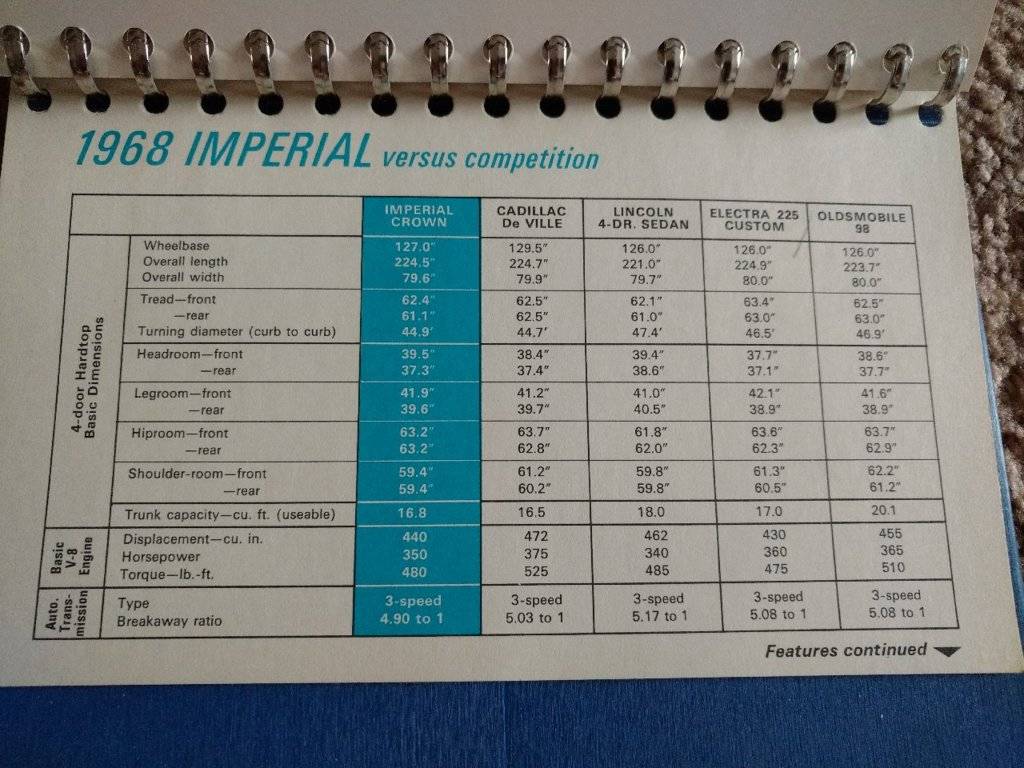 1968 IMPERIAL versus competition
IMPERIAL CROWN CADILLAC De VILLE LINCOLN 4-DR. SEDAN ELECTRA 225 CUSTOM OLDSMOBILE 98
4-door Hardtop Basic Dimensions
Wheelbase 127.0" 129.5" 126.0" 126.0" 126.0"
Overall length 224.5" 224.7" 221.0" 224.9" 223.7"
Overall width 79.6" 79.9" 79.7" 80.0" 80.0"
Tread—front 62.4" 62.5" 62.1" 63.4" 62.5"
—rear 61.1" 62.5" 61.0" 63.0" 63.0"
Turning diameter (curb to curb) 44.9' 44.7' 47.4' 46.5' 46.9'
Headroom—front 39.5" 38.4" 39.4" 37.7" 38.6"
—rear 37.3" 37.4" 38.6" 37.1" 37.7"
Legroom—front 41.9" 41.2" 41.0" 42.1" 41.6"
—rear 39.6" 39.7" 40.5" 38.9" 38.9"
Hiproom—front 63.2" 63.7" 61.8" 63.6" 63.7"
—rear 63.2" 62.8" 62.0" 62.3" 62.9"
Shoulder-room—front 59.4" 61.2" 59.8" 61.3" 62.2"
—rear 59.4" 60.2" 59.8" 60.5" 61.2"
Trunk capacity—cu. ft. (useable) 16.8 16.5 18.0 17.0 20.1
Basic V-8 Engine
Displacement—cu. in. 440 472 462 430 455
Horsepower 350 375 340 360 365
Torque—lb.-ft. 480 525 485 475 510
Auto. Trans- mission
Type 3-speed 3-speed 3-speed 3-speed 3-speed
Breakaway ratio 4.90 to 1 5.03 to 1 5.17 to 1 5.08 to 1 5.08 to 1
Features continued